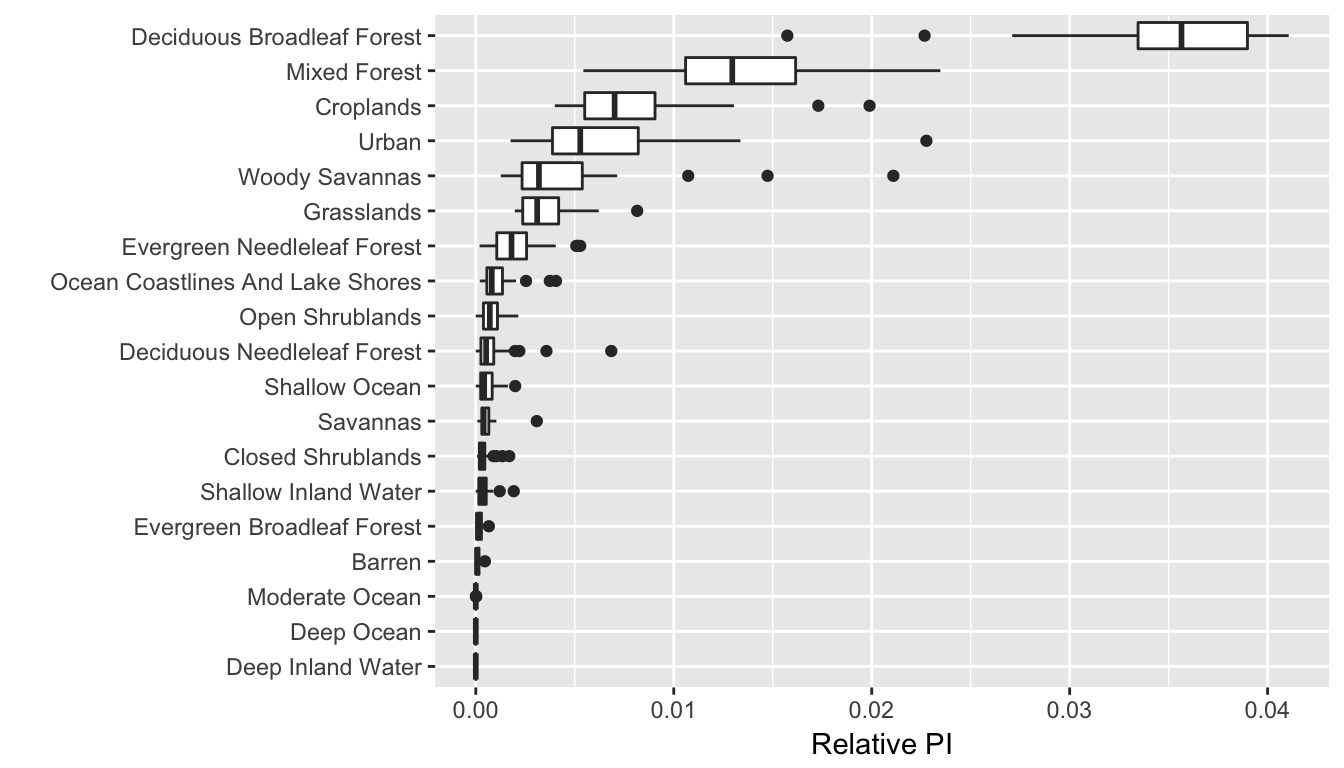 Deciduous Broadleaf Forest
Mixed Forest
Croplands
Urban
Woody Savannas
Grasslands
Evergreen Needleleaf Forest
Ocean Coastlines And Lake Shores
Open Shrublands
Deciduous Needleleaf Forest
Shallow Ocean
Savannas
Closed Shrublands
Shallow Inland Water
Evergreen Broadleaf Forest
Barren
Moderate Ocean
Deep Ocean
Deep Inland Water
0.00 0.01 0.02 0.03 0.04
Relative PI